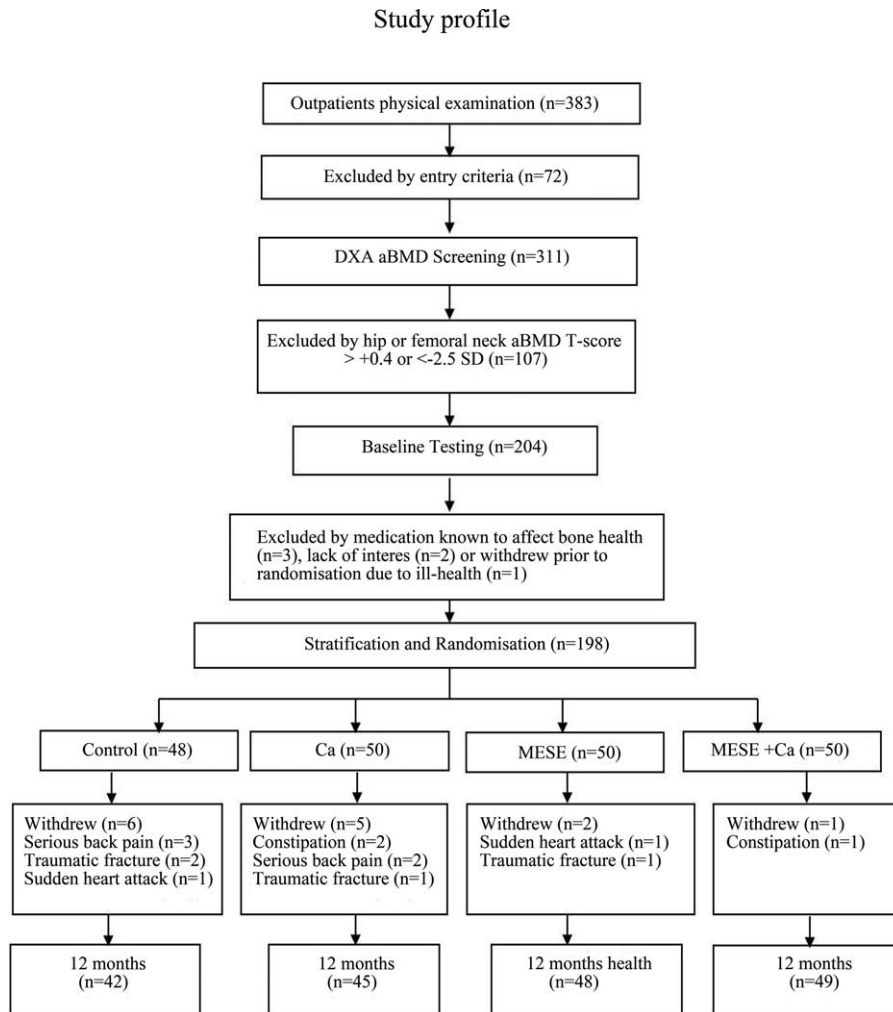 Study profile
Outpatients physical examination (n=383)
Excluded by entry criteria (n=72)
DXA aBMD Screening (n=311)
Excluded by hip or femoral neck aBMD T-score
> +0.4 or <-2.5 SD (n=107)
Baseline Testing (n=204)
Excluded by medication known to affect bone health
(n=3), lack of interes (n=2) or withdrew prior to
randomisation due to ill-health (n=1)
Stratification and Randomisation (n=198)
Control (n=48)
Ca (n=50)
MESE (n=50)
MESE +Ca (n=50)
Withdrew (n=6)
Serious back pain (n=3)
Traumatic fracture (n=2)
Sudden heart attack (n=1)
Withdrew (n=5)
Constipation (n=2)
Serious back pain (n=2)
Traumatic fracture (n=1)
Withdrew (n=2)
Sudden heart attack (n=1)
Traumatic fracture (n=1)
Withdrew (n=1)
Constipation (n=1)
12 months
(n=42)
12 months
(n=45)
12 months health
(n=48)
12 months
(n=49)